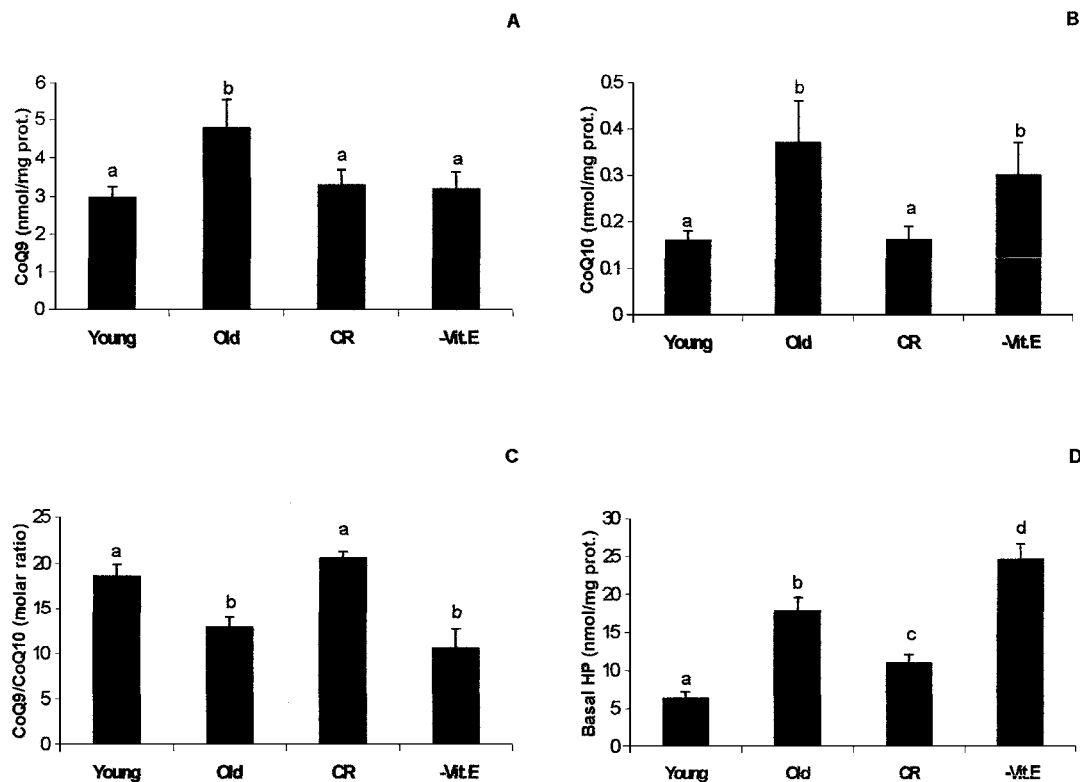 A
CoQ9 (nmol/mg prot.)
6
5
4
3
2
1
0
a
b
a
a
Young Old CR -Vit.E
B
CoQ10 (nmol/mg prot.)
0.5
0.4
0.3
0.2
0.1
0
a
b
a
b
Young Old CR -Vit.E
C
CoQ9/CoQ10 (molar ratio)
25
20
15
10
5
0
a
b
a
b
Young Old CR -Vit.E
D
Basal HP (nmol/mg prot.)
30
25
20
15
10
5
0
a
b
c
d
Young Old CR -Vit.E